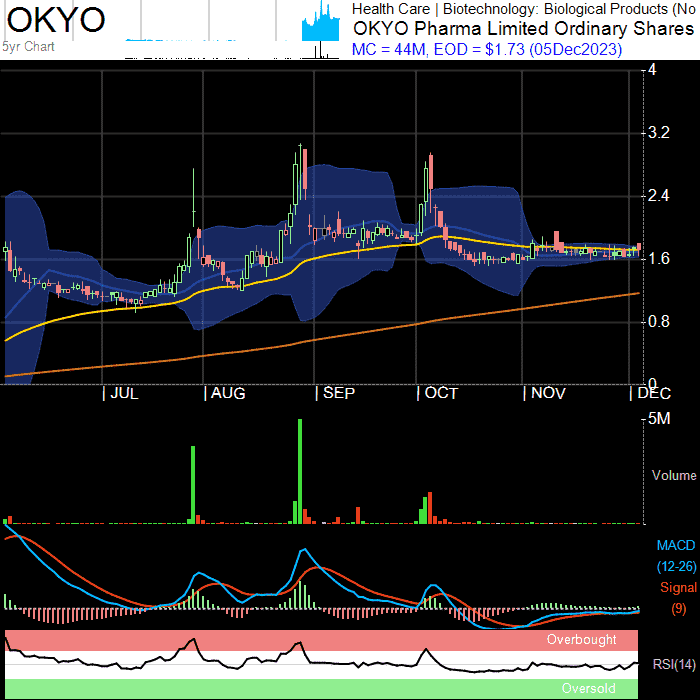 OKYO
5yr Chart
Health Care | Biotechnology: Biological Products (No
OKYO Pharma Limited Ordinary Shares
MC = 44M, EOD = $1.73 (05Dec2023)
4
3.2
2.4
1.6
0.8
0
JUL AUG SEP OCT NOV DEC
5M
Volume
MACD
(12-26)
Signal
(9)
Overbought
RSI(14)
Oversold